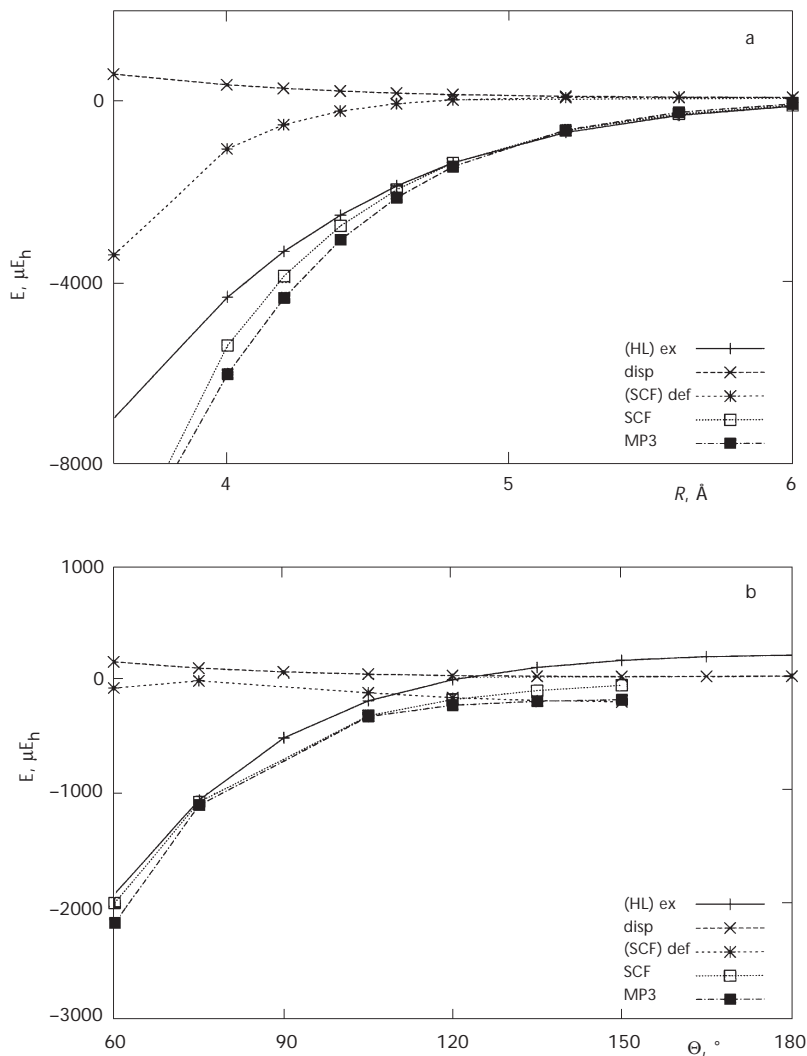 a
0
−4000
−8000
E, µEh
4
5
6
R, Å
(HL) ex
disp
(SCF) def
SCF
MP3
b
1000
0
−1000
−2000
−3000
E, µEh
60
90
120
150
180
Θ, °
(HL) ex
disp
(SCF) def
SCF
MP3